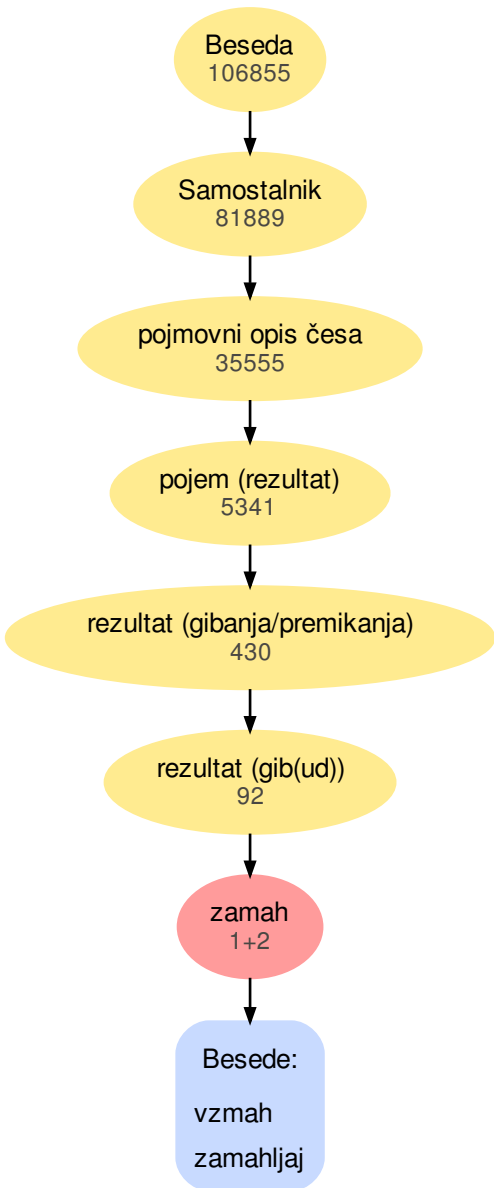 Beseda
106855
Samostalnik
81889
pojmovni opis česa
35555
pojem (rezultat)
5341
rezultat (gibanja/premikanja)
430
rezultat (gib(ud))
92
zamah
1+2
Besede:
vzmah
zamahljaj